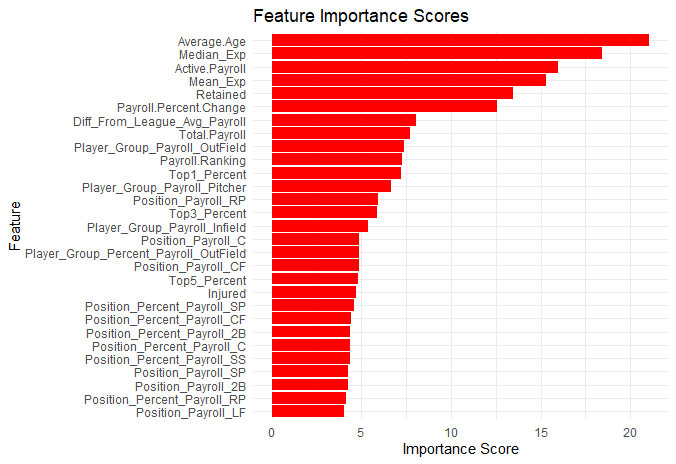 Feature Importance Scores
Average.Age
Median_Exp
Active.Payroll
Mean_Exp
Retained
Payroll.Percent.Change
Diff_From_League_Avg_Payroll
Total.Payroll
Player_Group_Payroll_OutField
Payroll.Ranking
Top1_Percent
Player_Group_Payroll_Pitcher
Position_Payroll_RP
Top3_Percent
Player_Group_Payroll_Infield
Position_Payroll_C
Player_Group_Percent_Payroll_OutField
Position_Payroll_CF
Top5_Percent
Injured
Position_Percent_Payroll_SP
Position_Percent_Payroll_CF
Position_Percent_Payroll_2B
Position_Percent_Payroll_C
Position_Percent_Payroll_SS
Position_Payroll_SP
Position_Payroll_2B
Position_Percent_Payroll_RP
Position_Payroll_LF
Feature
0 5 10 15 20
Importance Score